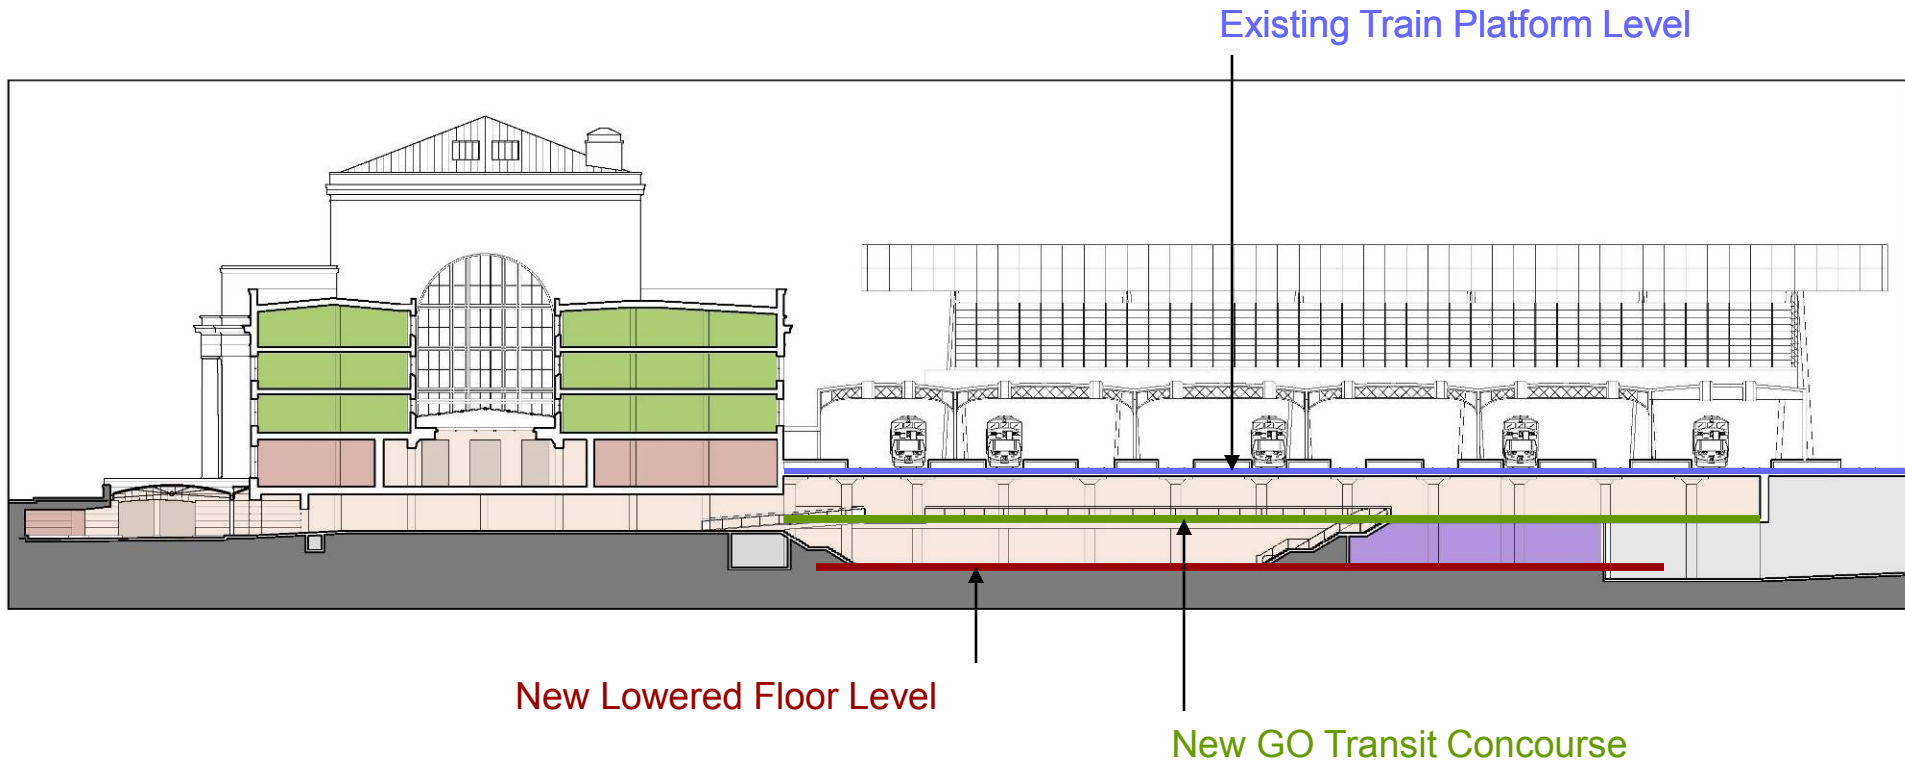 Existing Train Platform Level
New Lowered Floor Level
New GO Transit Concourse